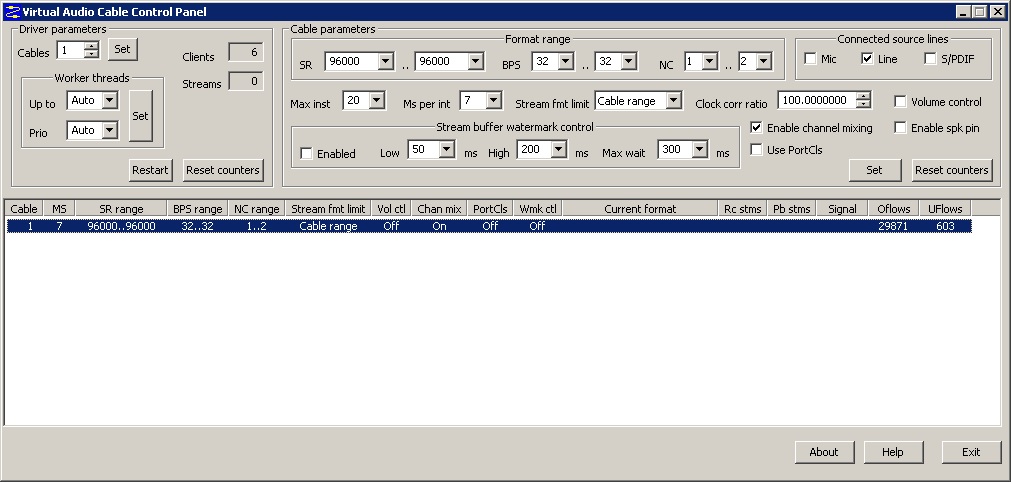 Virtual Audio Cable Control Panel
Driver parameters
Cables 1 Set
Clients 6
Streams 0
Worker threads
Up to Auto
Set
Prio Auto
Restart Reset counters
Cable parameters
Format range
SR 96000 .. 96000 BPS 32 .. 32 NC 1 .. 2
Connected source lines
Mic Line S/PDIF
Max inst 20 Ms per int 7 Stream fmt limit Cable range Clock corr ratio 100.0000000 Volume control
Stream buffer watermark control
Enabled Low 50 ms High 200 ms Max wait 300 ms
Enable channel mixing Enable spk pin
Use PortCls
Set Reset counters
Cable MS SR range BPS range NC range Stream fmt limit Vol ctl Chan mix PortCls Wmk ctl Current format Rc stms Pb stms Signal Oflows UFlows
1 7 96000..96000 32..32 1..2 Cable range Off On Off Off 29871 603
About Help Exit